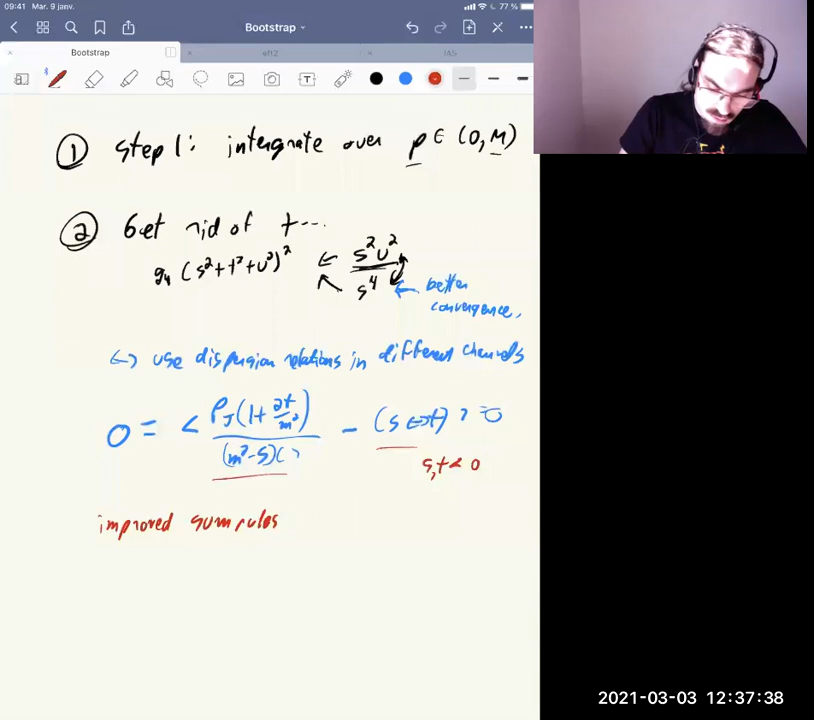 09:41 Mar. 9 janv.
77 %
Bootstrap
Bootstrap
eft2
IAS
① step 1: intergrate over p ∈ (0, M)
② Get rid of t...
g₄ (s²+t²+u²)² ← s²u² / s⁴
← better
convergence,
↔ use dispersion relations in different channels
0 = < P_J(1+2t/m²) / (m²-s)( ) - (s↔t) > = 0
s,t < 0
improved sum rules
2021-03-03 12:37:38